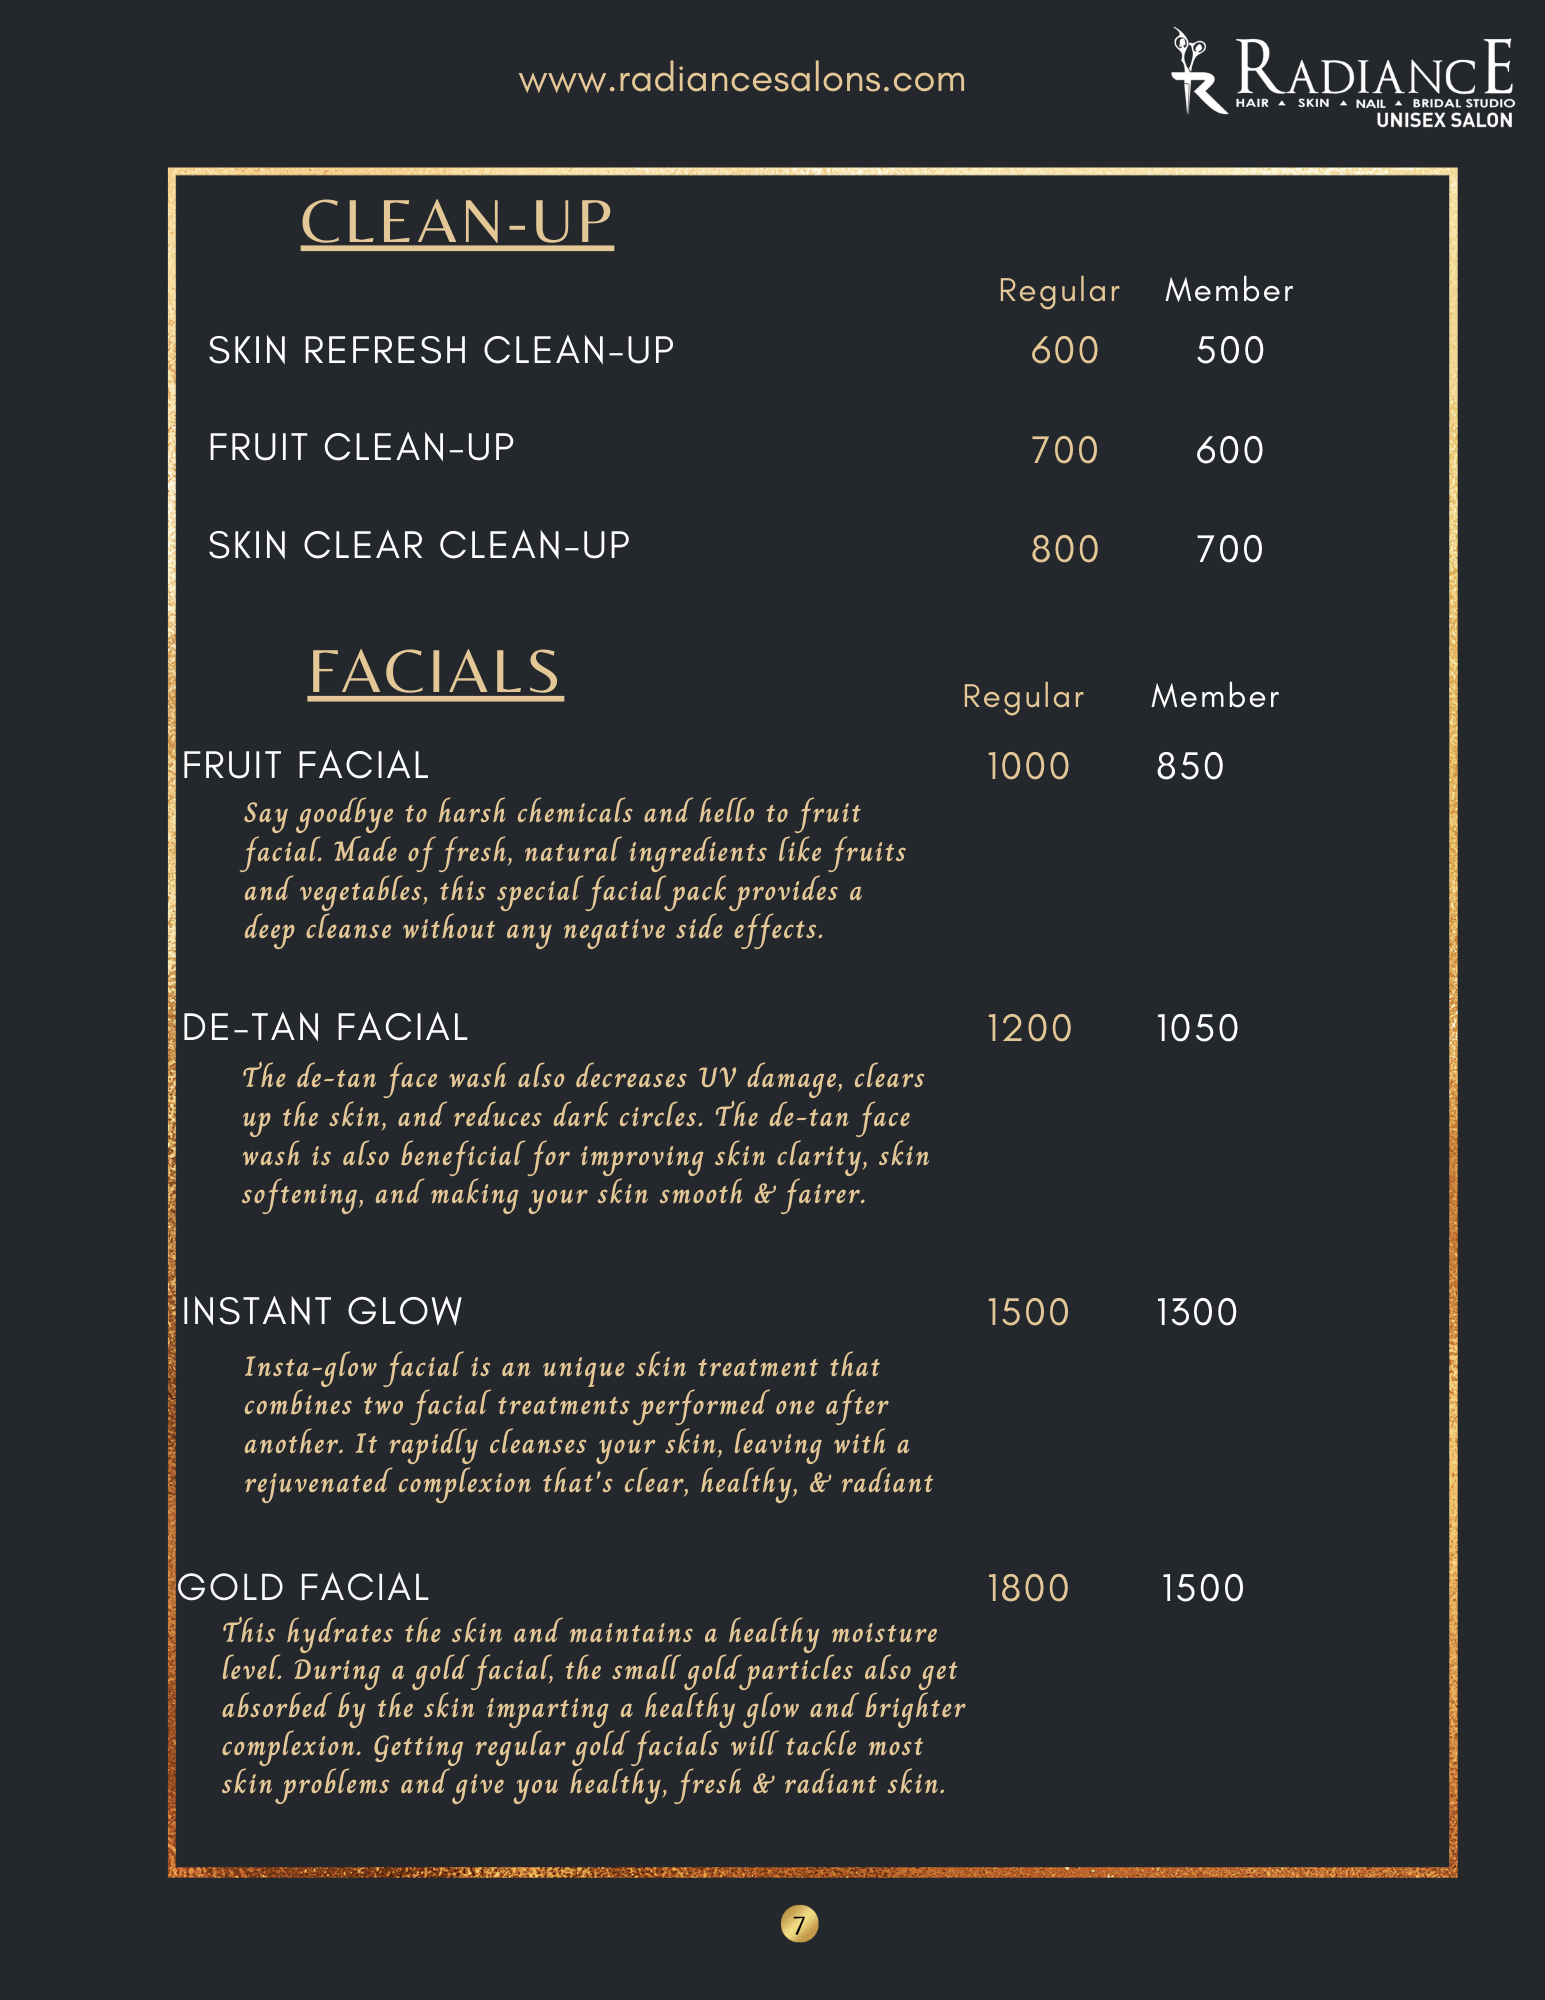 www.radiancesalons.com
RADIANCE
HAIR ▲ SKIN ▲ NAIL ▲ BRIDAL STUDIO
UNISEX SALON
CLEAN-UP
Regular Member
SKIN REFRESH CLEAN-UP 600 500
FRUIT CLEAN-UP 700 600
SKIN CLEAR CLEAN-UP 800 700
FACIALS
Regular Member
FRUIT FACIAL 1000 850
Say goodbye to harsh chemicals and hello to fruit
facial. Made of fresh, natural ingredients like fruits
and vegetables, this special facial pack provides a
deep cleanse without any negative side effects.
DE-TAN FACIAL 1200 1050
The de-tan face wash also decreases UV damage, clears
up the skin, and reduces dark circles. The de-tan face
wash is also beneficial for improving skin clarity, skin
softening, and making your skin smooth & fairer.
INSTANT GLOW 1500 1300
Insta-glow facial is an unique skin treatment that
combines two facial treatments performed one after
another. It rapidly cleanses your skin, leaving with a
rejuvenated complexion that's clear, healthy, & radiant
GOLD FACIAL 1800 1500
This hydrates the skin and maintains a healthy moisture
level. During a gold facial, the small gold particles also get
absorbed by the skin imparting a healthy glow and brighter
complexion. Getting regular gold facials will tackle most
skin problems and give you healthy, fresh & radiant skin.
7